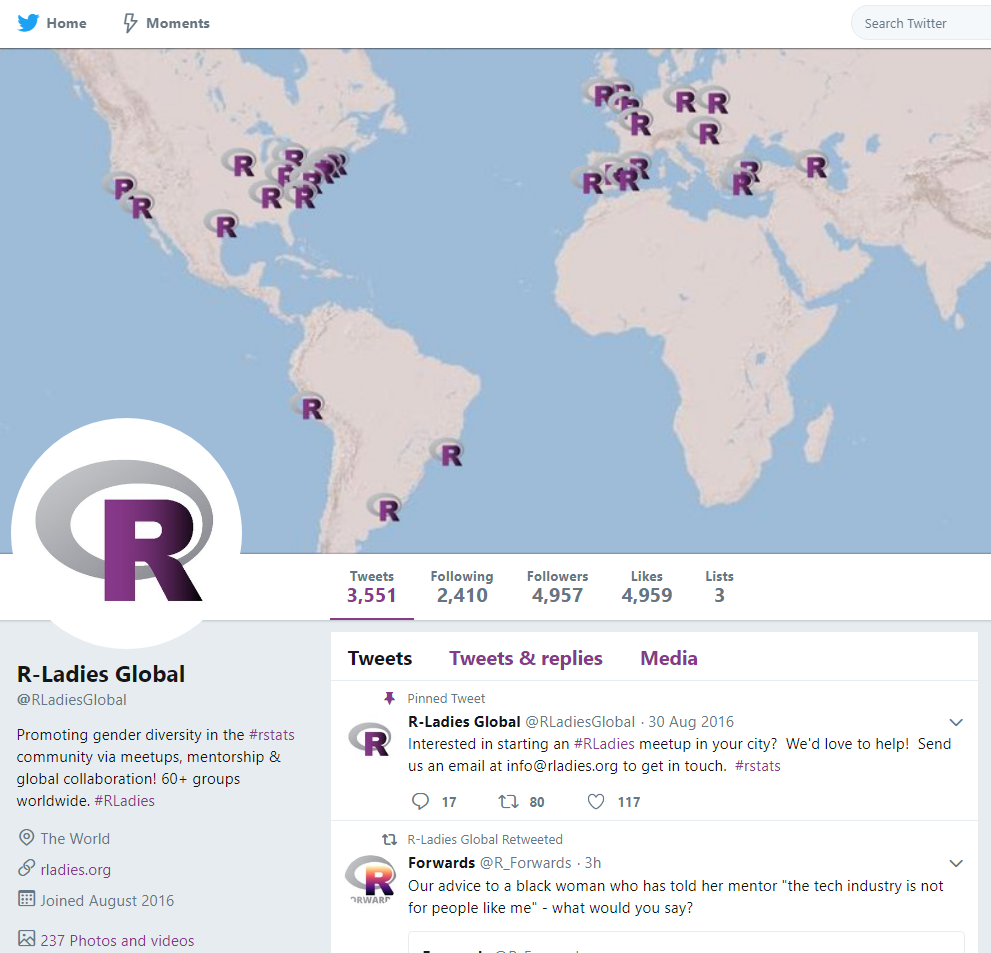 Home
Moments
Search Twitter
Tweets
3,551
Following
2,410
Followers
4,957
Likes
4,959
Lists
3
R-Ladies Global
@RLadiesGlobal
Promoting gender diversity in the #rstats
community via meetups, mentorship &
global collaboration! 60+ groups
worldwide. #RLadies
The World
rladies.org
Joined August 2016
237 Photos and videos
Tweets
Tweets & replies
Media
Pinned Tweet
R-Ladies Global @RLadiesGlobal · 30 Aug 2016
Interested in starting an #RLadies meetup in your city?  We'd love to help!  Send
us an email at info@rladies.org to get in touch.  #rstats
17
80
117
R-Ladies Global Retweeted
Forwards @R_Forwards · 3h
Our advice to a black woman who has told her mentor "the tech industry is not
for people like me" - what would you say?